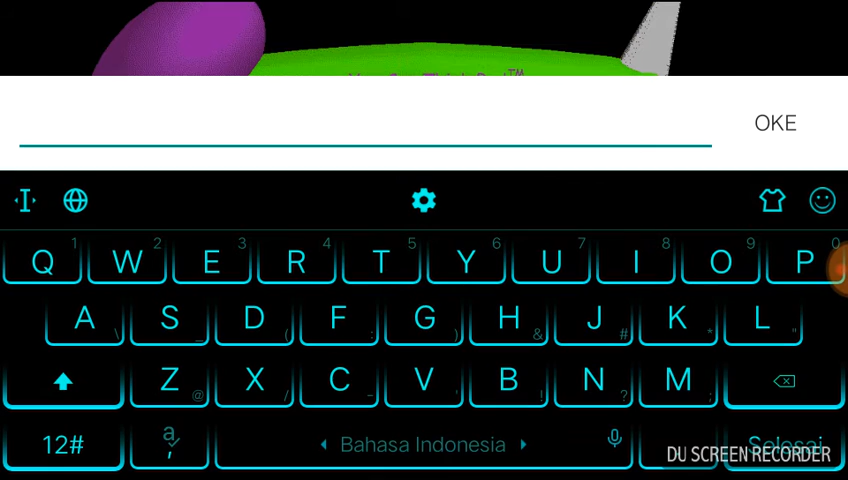 OKE
1 2 3 4 5 6 7 8 9 0
Q W E R T Y U I O P
A S D F G H J K L
\ _ ( : ) & # * "
Z X C V B N M
@ / - ' ! ? ;
12# , Bahasa Indonesia Selesai
DU SCREEN RECORDER